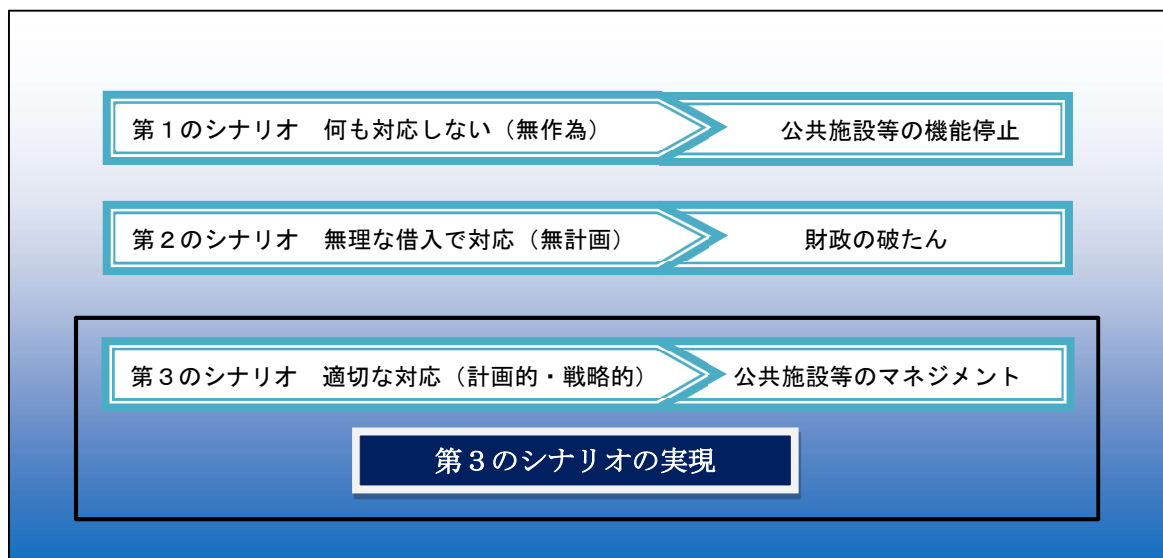 第１のシナリオ　何も対応しない（無作為）　公共施設等の機能停止
第２のシナリオ　無理な借入で対応（無計画）　財政の破たん
第３のシナリオ　適切な対応（計画的・戦略的）　公共施設等のマネジメント
第３のシナリオの実現